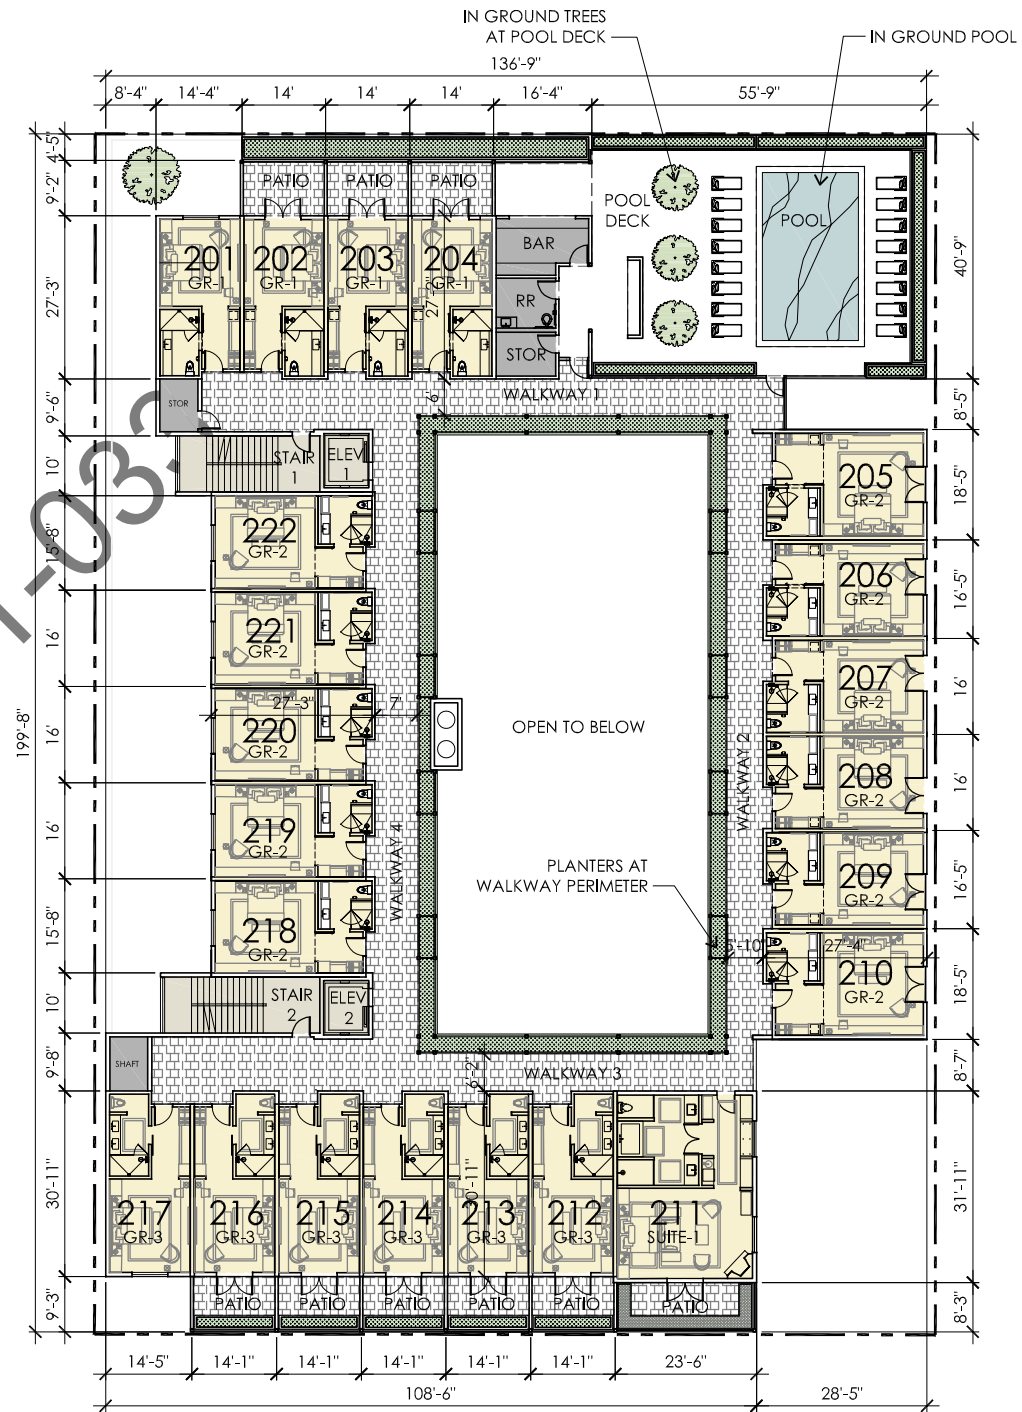 IN GROUND TREES
AT POOL DECK
IN GROUND POOL
136'-9"
8'-4"
14'-4"
14'
14'
14'
16'-4"
55'-9"
4'-5"
9'-2"
27'-3"
9'-6"
10'
15'-8"
16'
16'
16'
15'-8"
10'
9'-8"
30'-11"
9'-3"
199'-8"
40'-9"
8'-5"
18'-5"
16'-5"
16'
16'
16'-5"
18'-5"
8'-7"
31'-11"
8'-3"
PATIO
PATIO
PATIO
POOL
DECK
POOL
201
GR-1
202
GR-1
203
GR-1
204
GR-1
BAR
RR
STOR
STOR
WALKWAY 1
6'
STAIR
1
ELEV
1
205
GR-2
222
GR-2
206
GR-2
221
GR-2
207
GR-2
27'-3"
7'
220
GR-2
OPEN TO BELOW
WALKWAY 2
208
GR-2
219
GR-2
WALKWAY 4
PLANTERS AT
WALKWAY PERIMETER
209
GR-2
218
GR-2
5'-10"
27'-4"
210
GR-2
STAIR
2
ELEV
2
SHAFT
6'-2"
WALKWAY 3
217
GR-3
216
GR-3
215
GR-3
214
GR-3
30'-11"
213
GR-3
212
GR-3
211
SUITE-1
PATIO
PATIO
PATIO
PATIO
PATIO
PATIO
14'-5"
14'-1"
14'-1"
14'-1"
14'-1"
14'-1"
23'-6"
108'-6"
28'-5"